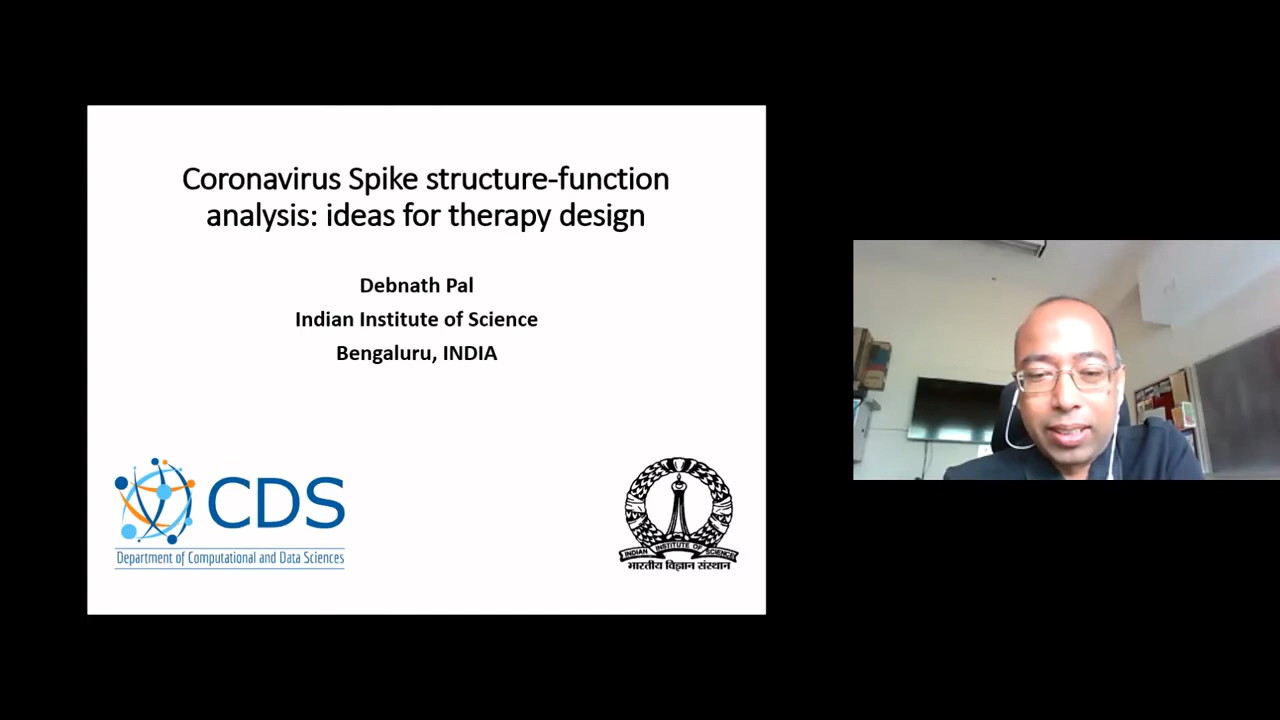 Coronavirus Spike structure-function
analysis: ideas for therapy design
Debnath Pal
Indian Institute of Science
Bengaluru, INDIA
CDS
Department of Computational and Data Sciences
INDIAN INSTITUTE OF SCIENCE
भारतीय विज्ञान संस्थान